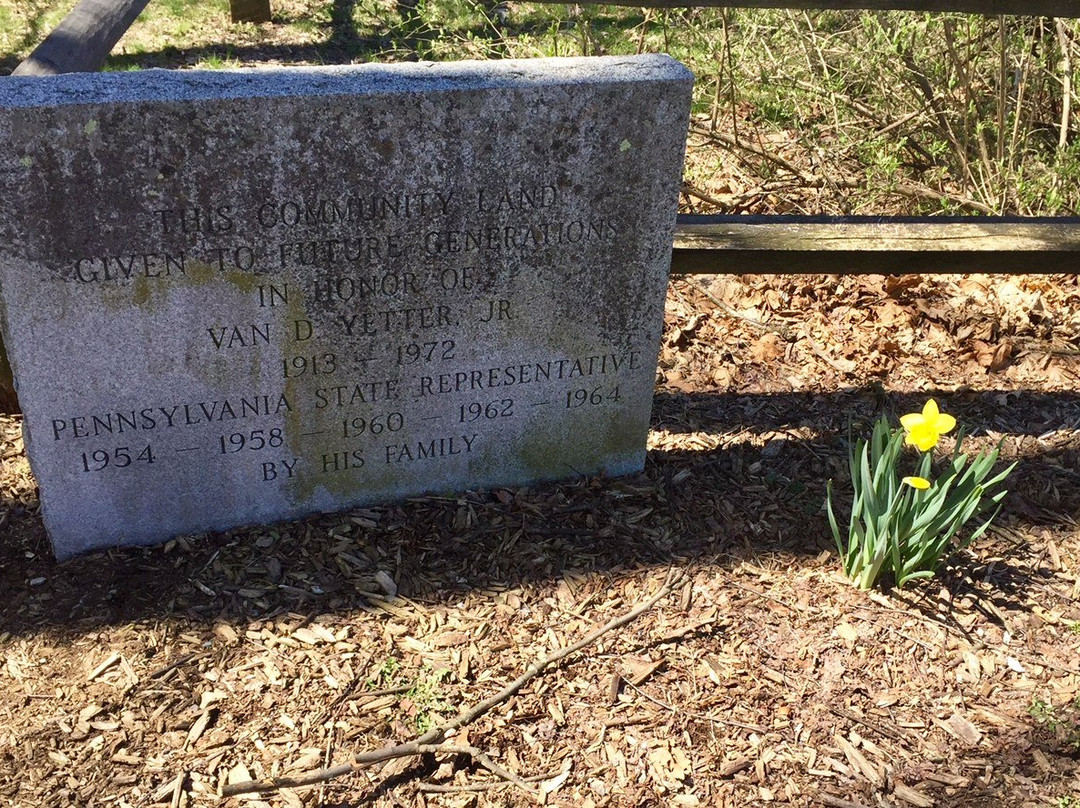 THIS COMMUNITY LAND
GIVEN TO FUTURE GENERATIONS
IN HONOR OF
VAN D. YETTER, JR.
1913 – 1972
PENNSYLVANIA STATE REPRESENTATIVE
1954 – 1958 – 1960 – 1962 – 1964
BY HIS FAMILY